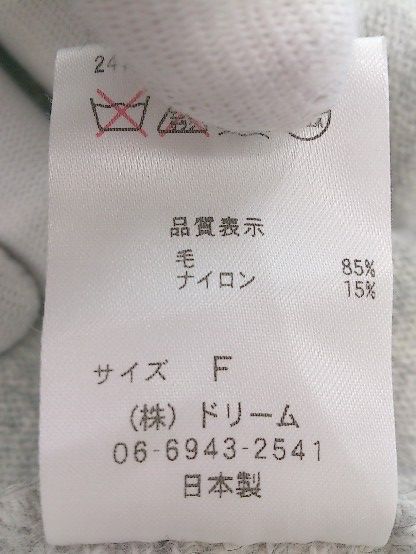 品質表示
毛 85%
ナイロン 15%
サイズ F
(株)ドリーム
06-6943-2541
日本製